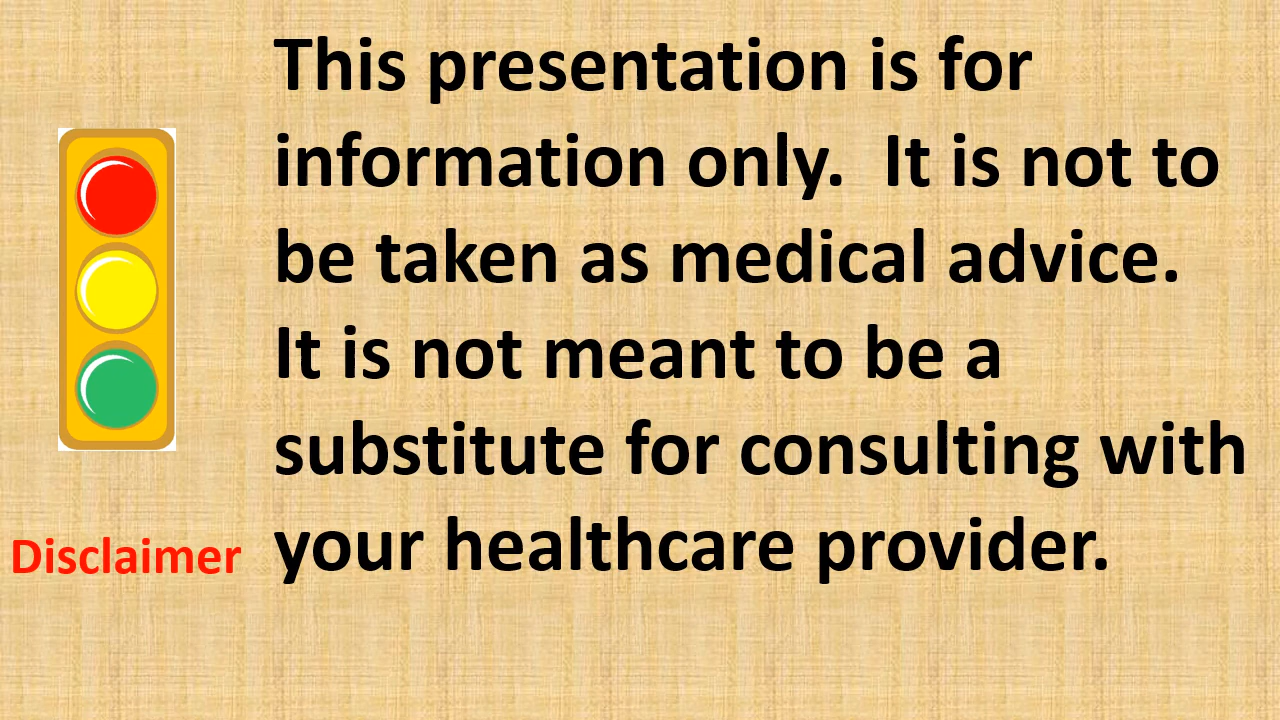 This presentation is for
information only.  It is not to
be taken as medical advice.
It is not meant to be a
substitute for consulting with
your healthcare provider.
Disclaimer